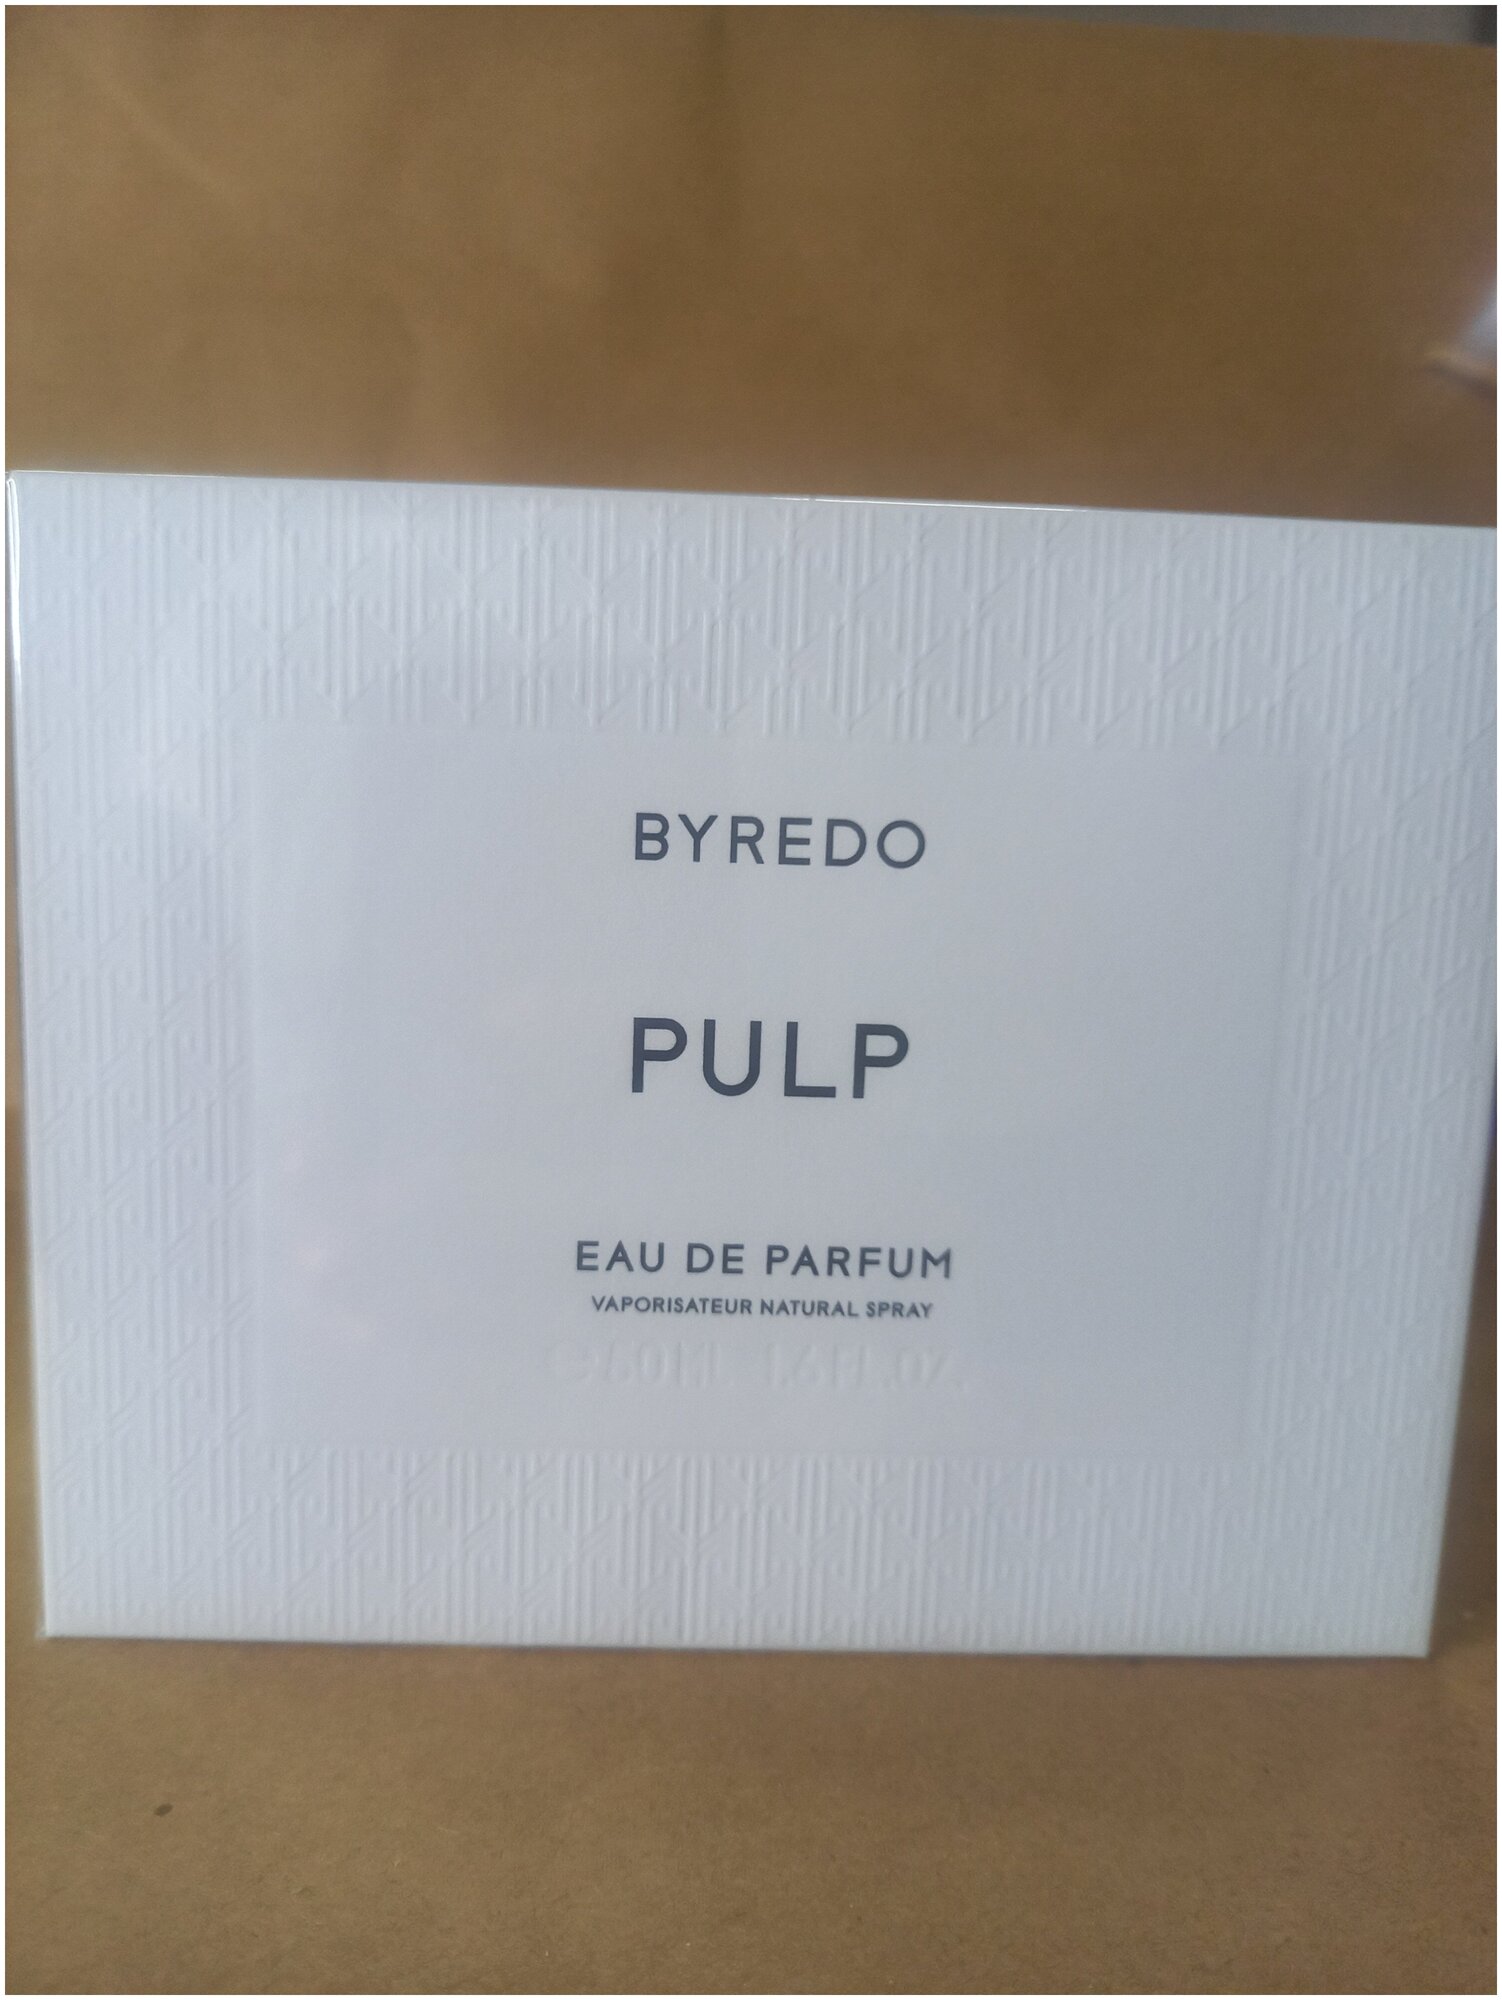 BYREDO
PULP
EAU DE PARFUM
VAPORISATEUR NATURAL SPRAY